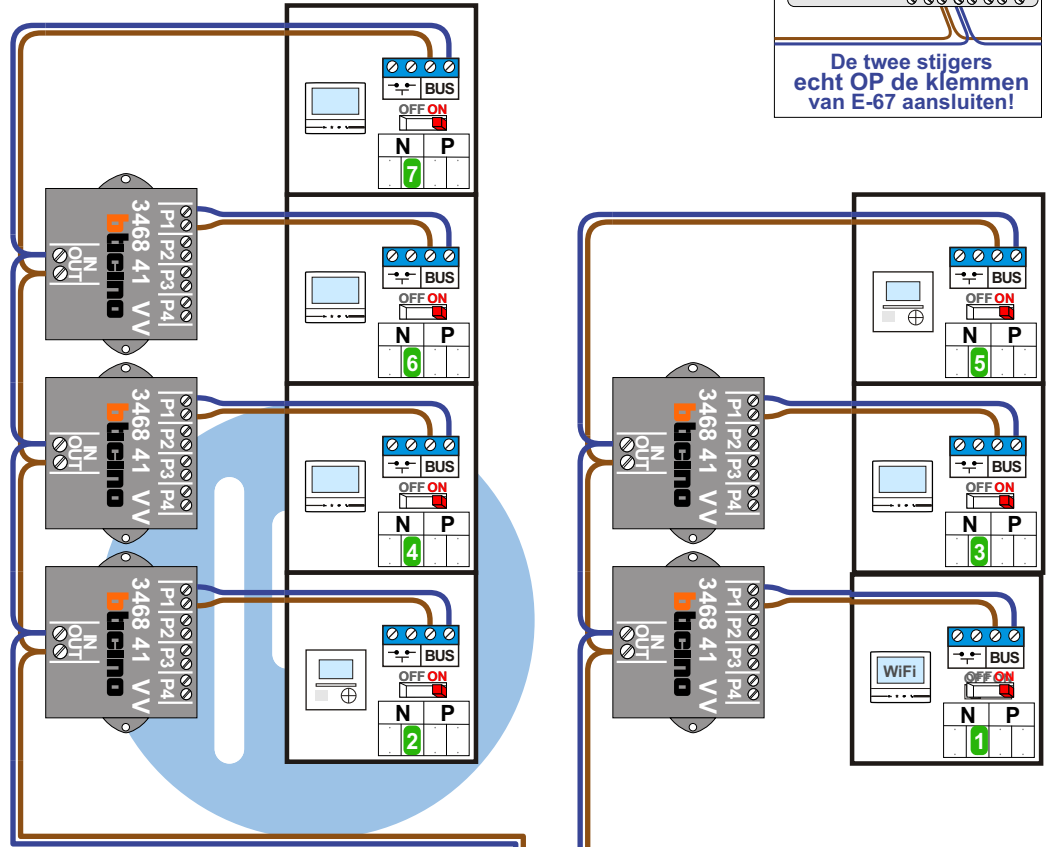 De twee stijgers
echt OP de klemmen
van E-67 aansluiten!
BUS
OFF ON
N P
7
3468 41 VV
bticino
IN
OUT
P1 P2 P3 P4
BUS
OFF ON
N P
6
3468 41 VV
bticino
IN
OUT
P1 P2 P3 P4
BUS
OFF ON
N P
4
3468 41 VV
bticino
IN
OUT
P1 P2 P3 P4
BUS
OFF ON
N P
2
BUS
OFF ON
N P
5
3468 41 VV
bticino
IN
OUT
P1 P2 P3 P4
BUS
OFF ON
N P
3
3468 41 VV
bticino
IN
OUT
P1 P2 P3 P4
WiFi
BUS
OFF ON
N P
1